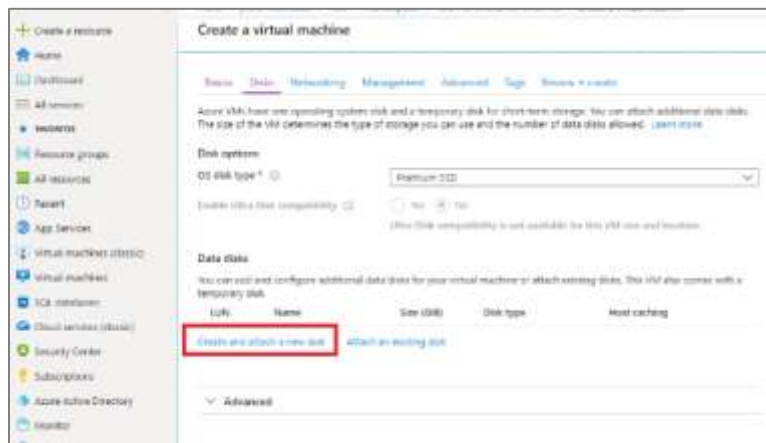 Create a resource
Home
Dashboard
All services
FAVORITES
Resource groups
All resources
Recent
App Services
Virtual machines (classic)
Virtual machines
SQL databases
Cloud services (classic)
Security Center
Subscriptions
Azure Active Directory
Monitor
Create a virtual machine
Basics Disks Networking Management Advanced Tags Review + create
Azure VMs have one operating system disk and a temporary disk for short-term storage. You can attach additional data disks.
The size of the VM determines the type of storage you can use and the number of data disks allowed. Learn more
Disk options
OS disk type *
Premium SSD
Enable Ultra Disk compatibility
Yes No
Ultra Disk compatibility is not available for this VM size and location.
Data disks
You can add and configure additional data disks for your virtual machine or attach existing disks. This VM also comes with a
temporary disk.
LUN Name Size (GiB) Disk type Host caching
Create and attach a new disk Attach an existing disk
Advanced